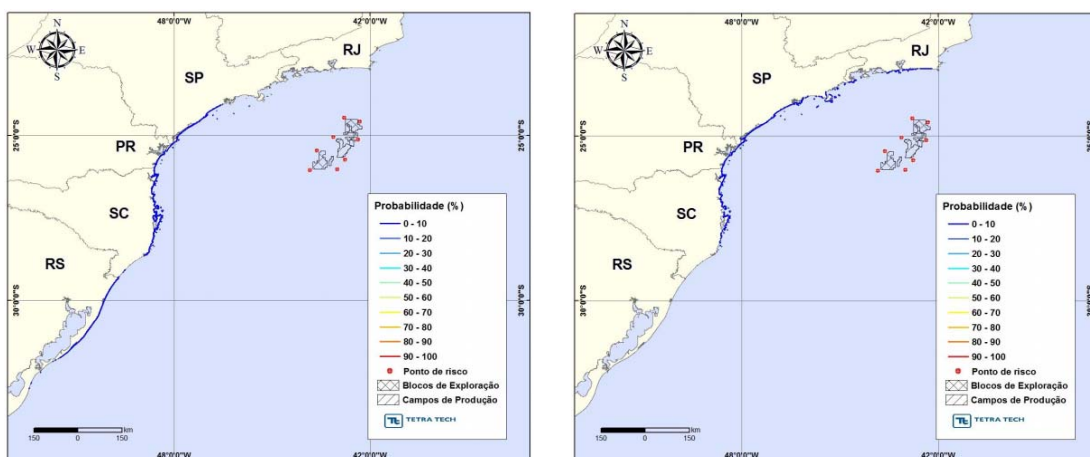 48°0'0"W 42°0'0"W
N
W E
S
RJ
SP
25°0'0"S 25°0'0"S
PR
SC
RS
30°0'0"S 30°0'0"S
Probabilidade (%)
0 - 10
10 - 20
20 - 30
30 - 40
40 - 50
50 - 60
60 - 70
70 - 80
80 - 90
90 - 100
Ponto de risco
Blocos de Exploração
Campos de Produção
TETRA TECH
150 0 150 km
48°0'0"W 42°0'0"W
48°0'0"W 42°0'0"W
N
W E
S
RJ
SP
25°0'0"S 25°0'0"S
PR
SC
RS
30°0'0"S 30°0'0"S
Probabilidade (%)
0 - 10
10 - 20
20 - 30
30 - 40
40 - 50
50 - 60
60 - 70
70 - 80
80 - 90
90 - 100
Ponto de risco
Blocos de Exploração
Campos de Produção
TETRA TECH
150 0 150 km
48°0'0"W 42°0'0"W